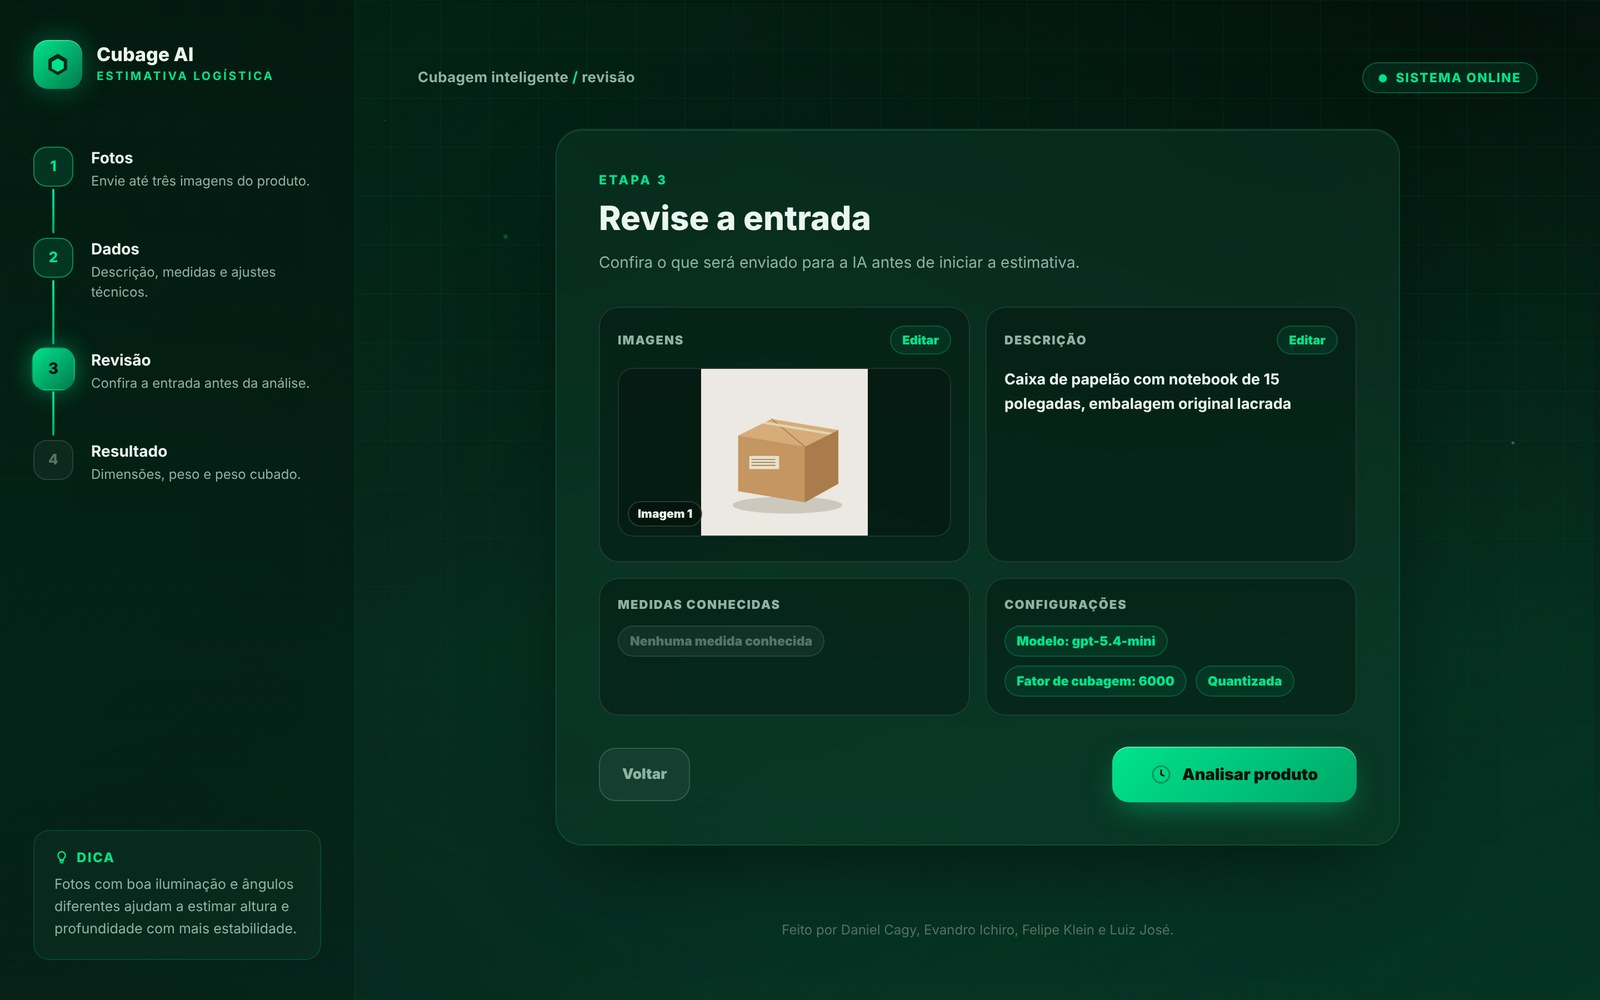 Cubage AI
ESTIMATIVA LOGÍSTICA
1
Fotos
Envie até três imagens do produto.
2
Dados
Descrição, medidas e ajustes
técnicos.
3
Revisão
Confira a entrada antes da análise.
4
Resultado
Dimensões, peso e peso cubado.
DICA
Fotos com boa iluminação e ângulos
diferentes ajudam a estimar altura e
profundidade com mais estabilidade.
Cubagem inteligente / revisão
SISTEMA ONLINE
ETAPA 3
Revise a entrada
Confira o que será enviado para a IA antes de iniciar a estimativa.
IMAGENS
Editar
Imagem 1
DESCRIÇÃO
Editar
Caixa de papelão com notebook de 15
polegadas, embalagem original lacrada
MEDIDAS CONHECIDAS
Nenhuma medida conhecida
CONFIGURAÇÕES
Modelo: gpt-5.4-mini
Fator de cubagem: 6000
Quantizada
Voltar
Analisar produto
Feito por Daniel Cagy, Evandro Ichiro, Felipe Klein e Luiz José.